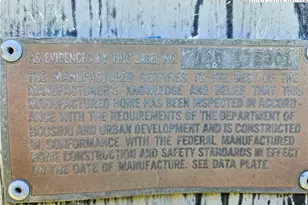 AS EVIDENCED BY THIS LABEL NO.
THE MANUFACTURER CERTIFIES TO THE BEST OF THE
MANUFACTURER'S KNOWLEDGE AND BELIEF THAT THIS
MANUFACTURED HOME HAS BEEN INSPECTED IN ACCORD-
ANCE WITH THE REQUIREMENTS OF THE DEPARTMENT OF
HOUSING AND URBAN DEVELOPMENT AND IS CONSTRUCTED
IN CONFORMANCE WITH THE FEDERAL MANUFACTURED
HOME CONSTRUCTION AND SAFETY STANDARDS IN EFFECT
ON THE DATE OF MANUFACTURE. SEE DATA PLATE.